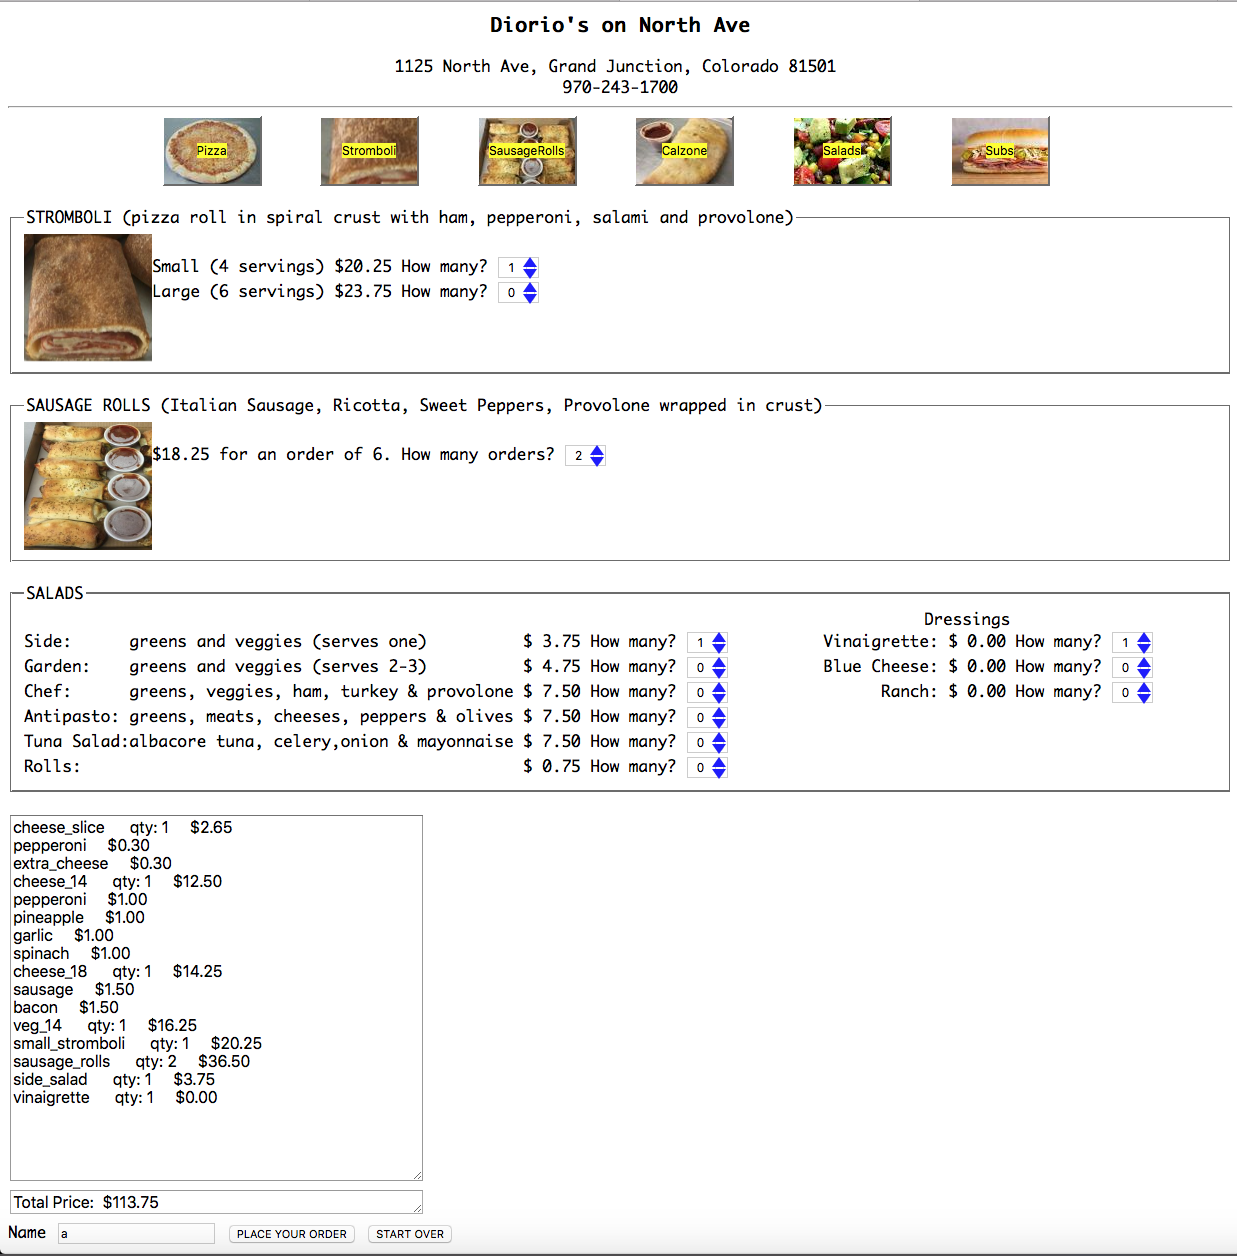 Diorio's on North Ave
1125 North Ave, Grand Junction, Colorado 81501
970-243-1700
Pizza Stromboli SausageRolls Calzone Salads Subs
STROMBOLI (pizza roll in spiral crust with ham, pepperoni, salami and provolone)
Small (4 servings) $20.25 How many? 1
Large (6 servings) $23.75 How many? 0
SAUSAGE ROLLS (Italian Sausage, Ricotta, Sweet Peppers, Provolone wrapped in crust)
$18.25 for an order of 6. How many orders? 2
SALADS
Dressings
Side: greens and veggies (serves one) $ 3.75 How many? 1 Vinaigrette: $ 0.00 How many? 1
Garden: greens and veggies (serves 2-3) $ 4.75 How many? 0 Blue Cheese: $ 0.00 How many? 0
Chef: greens, veggies, ham, turkey & provolone $ 7.50 How many? 0 Ranch: $ 0.00 How many? 0
Antipasto: greens, meats, cheeses, peppers & olives $ 7.50 How many? 0
Tuna Salad:albacore tuna, celery,onion & mayonnaise $ 7.50 How many? 0
Rolls: $ 0.75 How many? 0
cheese_slice qty: 1 $2.65
pepperoni $0.30
extra_cheese $0.30
cheese_14 qty: 1 $12.50
pepperoni $1.00
pineapple $1.00
garlic $1.00
spinach $1.00
cheese_18 qty: 1 $14.25
sausage $1.50
bacon $1.50
veg_14 qty: 1 $16.25
small_stromboli qty: 1 $20.25
sausage_rolls qty: 2 $36.50
side_salad qty: 1 $3.75
vinaigrette qty: 1 $0.00
Total Price: $113.75
Name a PLACE YOUR ORDER START OVER